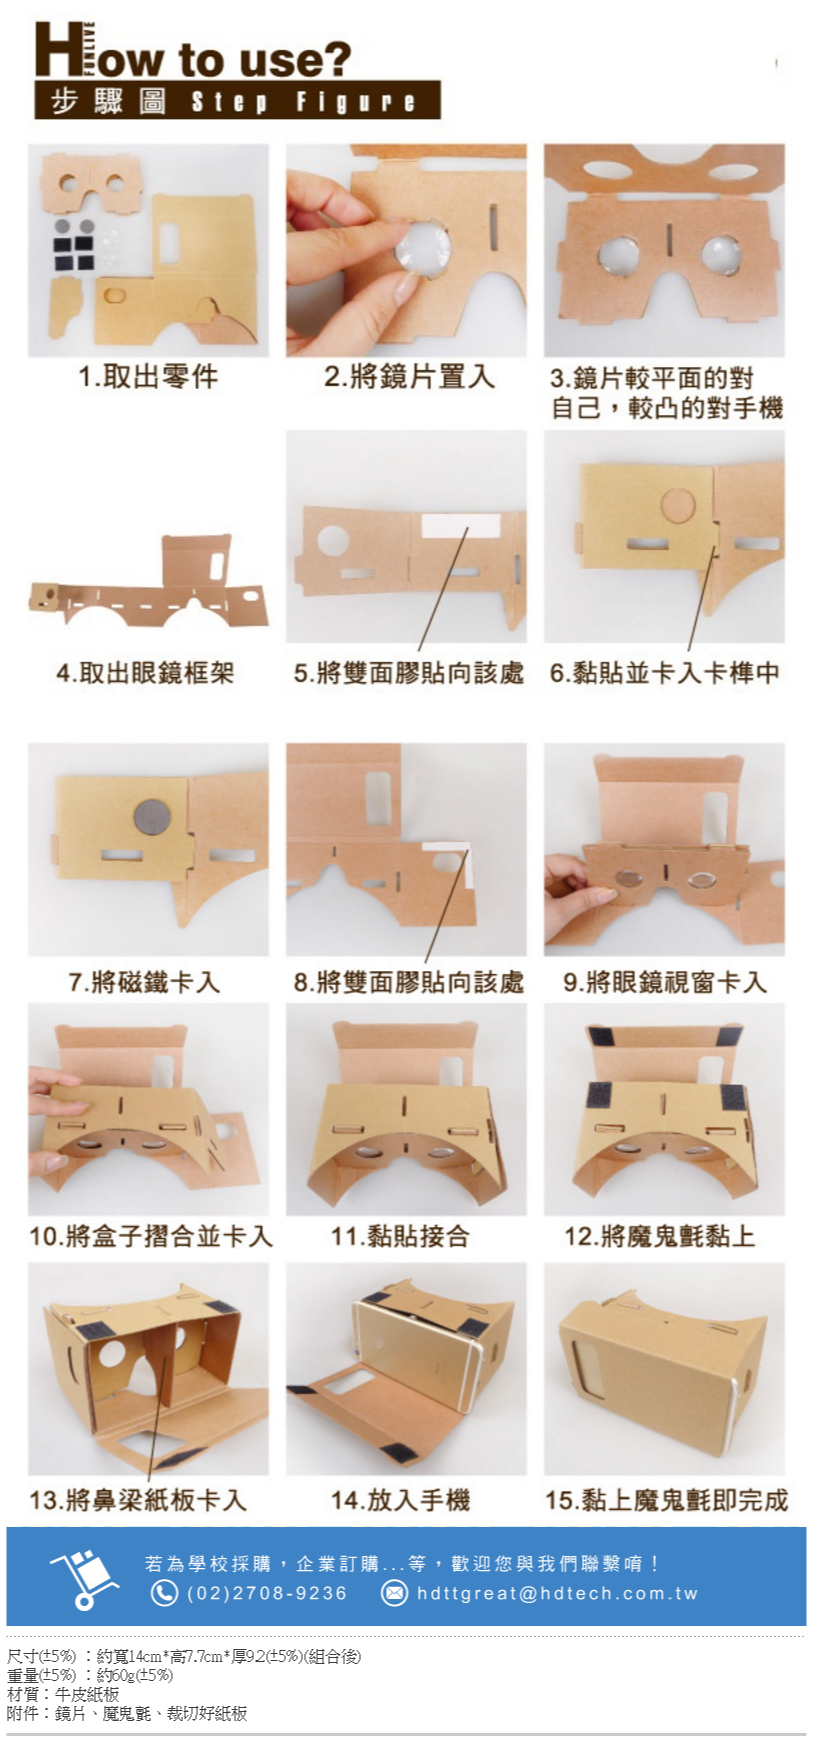 How to use?
FUNLIVE
步驟圖 Step Figure
1.取出零件
2.將鏡片置入
3.鏡片較平面的對
自己，較凸的對手機
4.取出眼鏡框架
5.將雙面膠貼向該處
6.黏貼並卡入卡榫中
7.將磁鐵卡入
8.將雙面膠貼向該處
9.將眼鏡視窗卡入
10.將盒子摺合並卡入
11.黏貼接合
12.將魔鬼氈黏上
13.將鼻梁紙板卡入
14.放入手機
15.黏上魔鬼氈即完成
若為學校採購，企業訂購...等，歡迎您與我們聯繫唷！
(02)2708-9236 hdttgreat@hdtech.com.tw
尺寸(±5%) ：約寬14cm*高7.7cm*厚9.2(±5%)(組合後)
重量(±5%) ：約60g(±5%)
材質：牛皮紙板
附件：鏡片、魔鬼氈、裁切好紙板